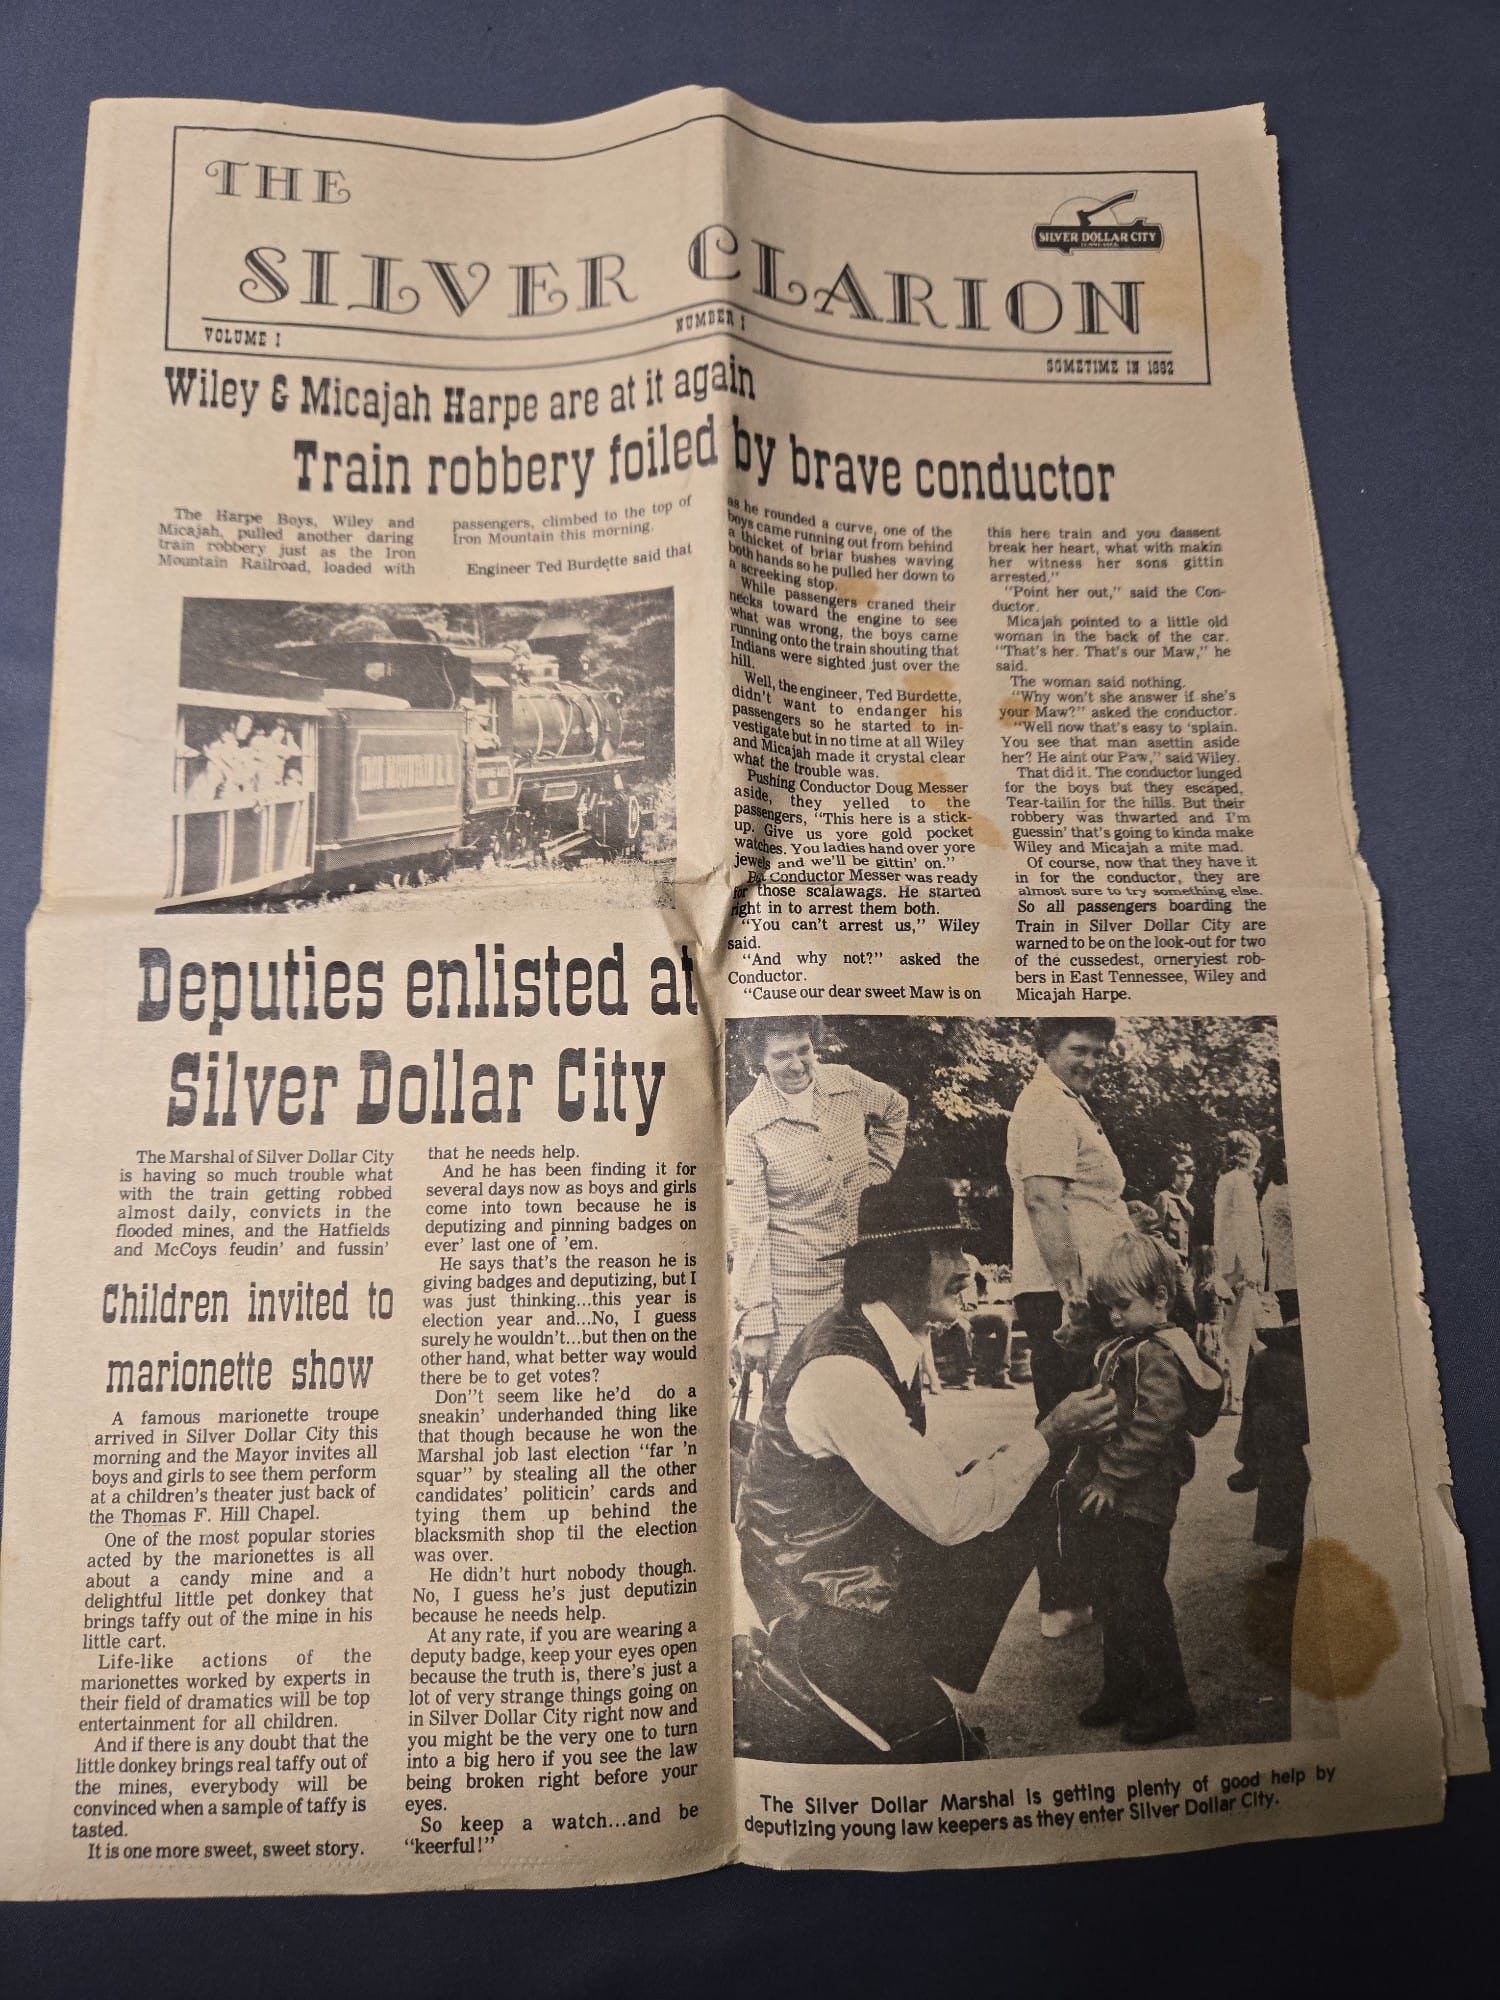 THE
SILVER CLARION
SILVER DOLLAR CITY
TENNESSEE
VOLUME I
NUMBER I
SOMETIME IN 1882
Wiley & Micajah Harpe are at it again
Train robbery foiled by brave conductor
The Harpe Boys, Wiley and
Micajah, pulled another daring
train robbery just as the Iron
Mountain Railroad, loaded with
passengers, climbed to the top of
Iron Mountain this morning.
Engineer Ted Burdette said that
as he rounded a curve, one of the
boys came running out from behind
a thicket of briar bushes waving
both hands so he pulled her down to
a screeking stop.
While passengers craned their
necks toward the engine to see
what was wrong, the boys came
running onto the train shouting that
Indians were sighted just over the
hill.
Well, the engineer, Ted Burdette,
didn't want to endanger his
passengers so he started to in-
vestigate but in no time at all Wiley
and Micajah made it crystal clear
what the trouble was.
Pushing Conductor Doug Messer
aside, they yelled to the
passengers, "This here is a stick-
up. Give us yore gold pocket
watches. You ladies hand over yore
jewels and we'll be gittin' on."
But Conductor Messer was ready
for those scalawags. He started
right in to arrest them both.
"You can't arrest us," Wiley
said.
"And why not?" asked the
Conductor.
"Cause our dear sweet Maw is on
this here train and you dassent
break her heart, what with makin
her witness her sons gittin
arrested."
"Point her out," said the Con-
ductor.
Micajah pointed to a little old
woman in the back of the car.
"That's her. That's our Maw," he
said.
The woman said nothing.
"Why won't she answer if she's
your Maw?" asked the conductor.
"Well now that's easy to 'splain.
You see that man asettin aside
her? He aint our Paw," said Wiley.
That did it. The conductor lunged
for the boys but they escaped,
Tear-tailin for the hills. But their
robbery was thwarted and I'm
guessin' that's going to kinda make
Wiley and Micajah a mite mad.
Of course, now that they have it
in for the conductor, they are
almost sure to try something else.
So all passengers boarding the
Train in Silver Dollar City are
warned to be on the look-out for two
of the cussedest, orneryiest rob-
bers in East Tennessee, Wiley and
Micajah Harpe.
Deputies enlisted at
Silver Dollar City
The Marshal of Silver Dollar City
is having so much trouble what
with the train getting robbed
almost daily, convicts in the
flooded mines, and the Hatfields
and McCoys feudin' and fussin'
that he needs help.
And he has been finding it for
several days now as boys and girls
come into town because he is
deputizing and pinning badges on
ever' last one of 'em.
He says that's the reason he is
giving badges and deputizing, but I
was just thinking...this year is
election year and...No, I guess
surely he wouldn't...but then on the
other hand, what better way would
there be to get votes?
Don"t seem like he'd do a
sneakin' underhanded thing like
that though because he won the
Marshal job last election "far 'n
squar" by stealing all the other
candidates' politicin' cards and
tying them up behind the
blacksmith shop til the election
was over.
He didn't hurt nobody though.
No, I guess he's just deputizin
because he needs help.
At any rate, if you are wearing a
deputy badge, keep your eyes open
because the truth is, there's just a
lot of very strange things going on
in Silver Dollar City right now and
you might be the very one to turn
into a big hero if you see the law
being broken right before your
eyes.
So keep a watch...and be
"keerful!"
Children invited to
marionette show
A famous marionette troupe
arrived in Silver Dollar City this
morning and the Mayor invites all
boys and girls to see them perform
at a children's theater just back of
the Thomas F. Hill Chapel.
One of the most popular stories
acted by the marionettes is all
about a candy mine and a
delightful little pet donkey that
brings taffy out of the mine in his
little cart.
Life-like actions of the
marionettes worked by experts in
their field of dramatics will be top
entertainment for all children.
And if there is any doubt that the
little donkey brings real taffy out of
the mines, everybody will be
convinced when a sample of taffy is
tasted.
It is one more sweet, sweet story.
The Silver Dollar Marshal is getting plenty of good help by
deputizing young law keepers as they enter Silver Dollar City.